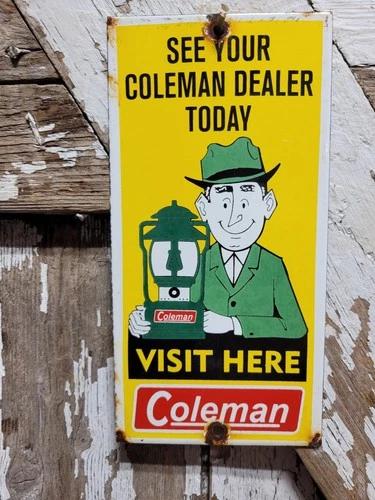 SEE YOUR
COLEMAN DEALER
TODAY
Coleman
VISIT HERE
Coleman